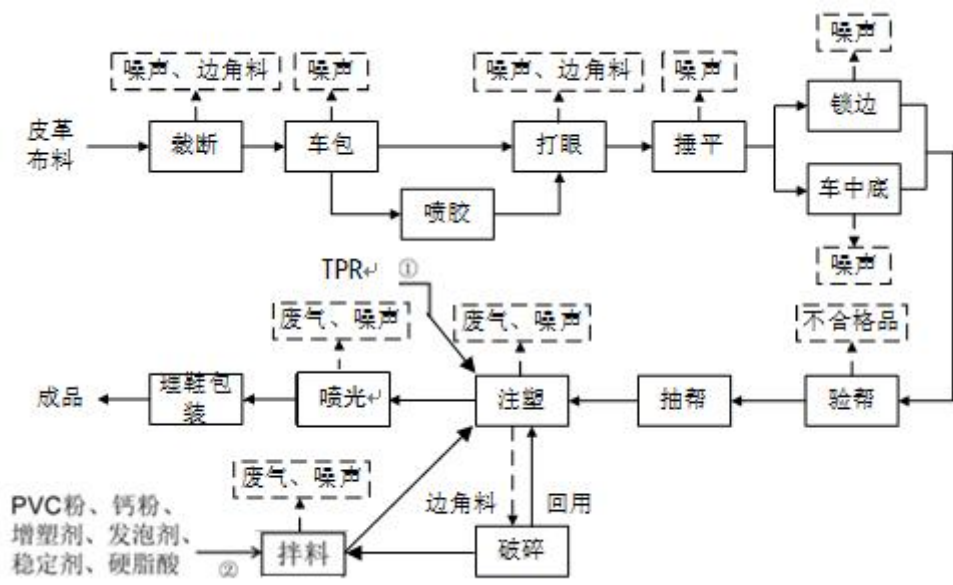 噪声
噪声、边角料
噪声
噪声、边角料
噪声
锁边
皮革
布料
裁断
车包
打眼
捶平
喷胶
车中底
噪声
TPR↵ ①
废气、噪声
废气、噪声
不合格品
成品
理鞋包
装
喷光↵
注塑
抽帮
验帮
废气、噪声
边角料
回用
PVC粉、钙粉、
增塑剂、发泡剂、
稳定剂、硬脂酸
②
拌料
破碎